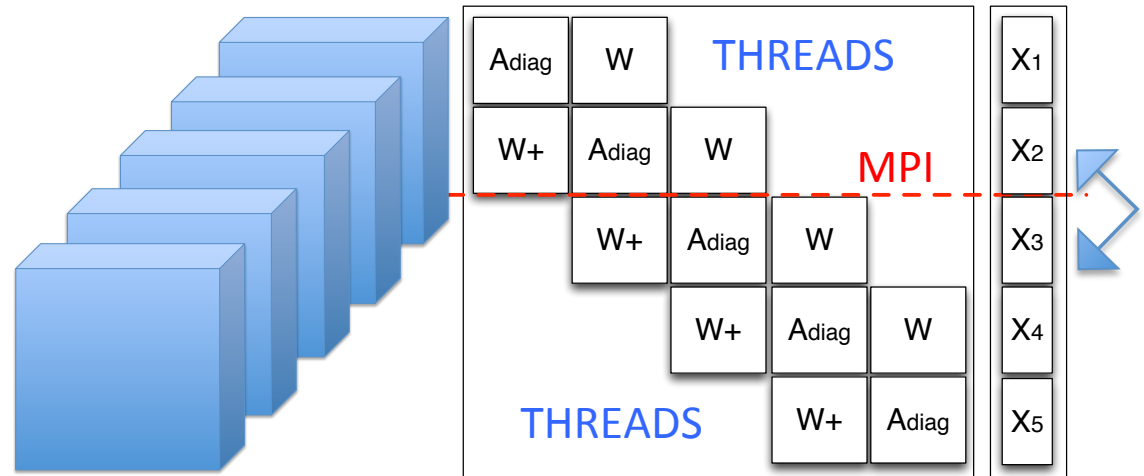 Adiag W THREADS X1
W+ Adiag W X2
MPI
W+ Adiag W X3
W+ Adiag W X4
THREADS W+ Adiag X5